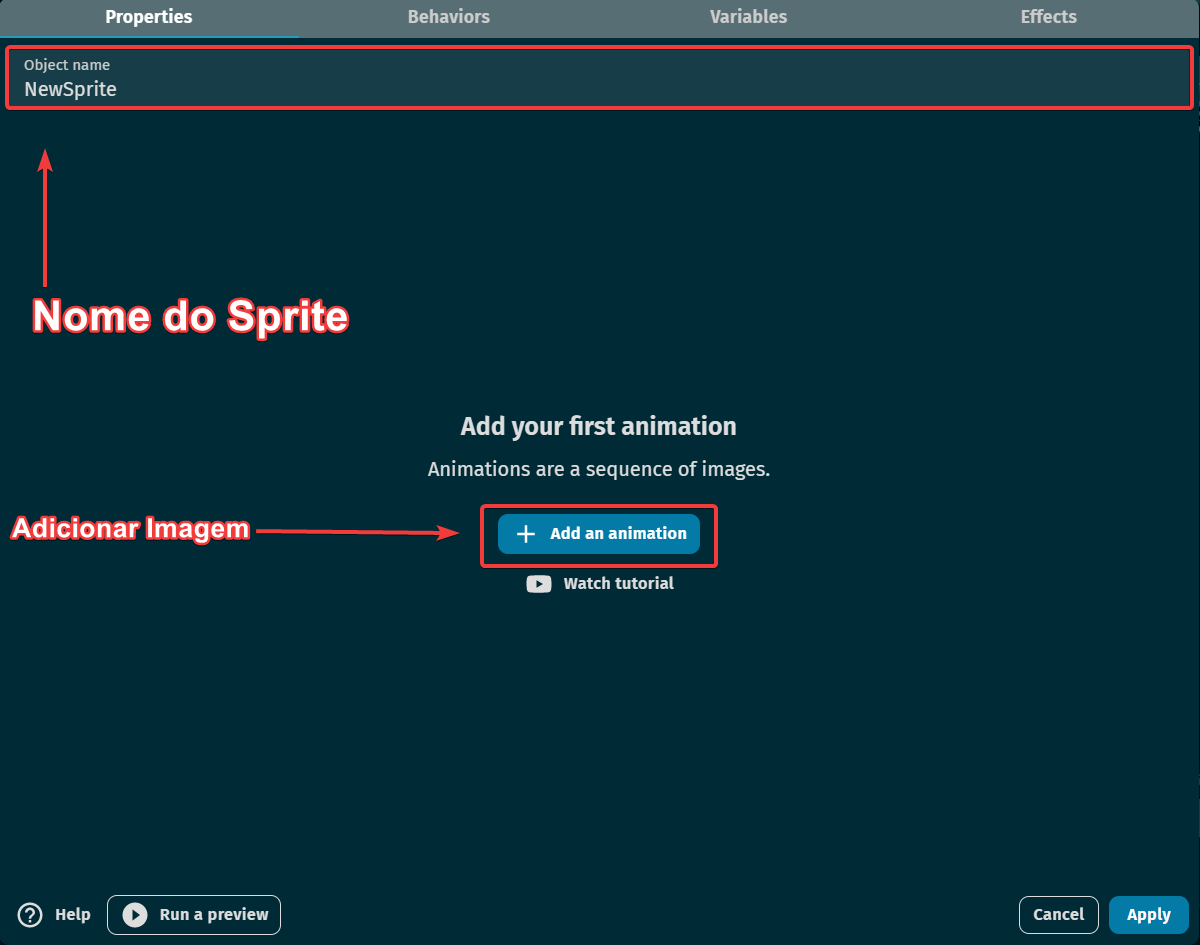 Properties Behaviors Variables Effects
Object name
NewSprite
Nome do Sprite
Add your first animation
Animations are a sequence of images.
Adicionar Imagem
Add an animation
Watch tutorial
Help Run a preview Cancel Apply